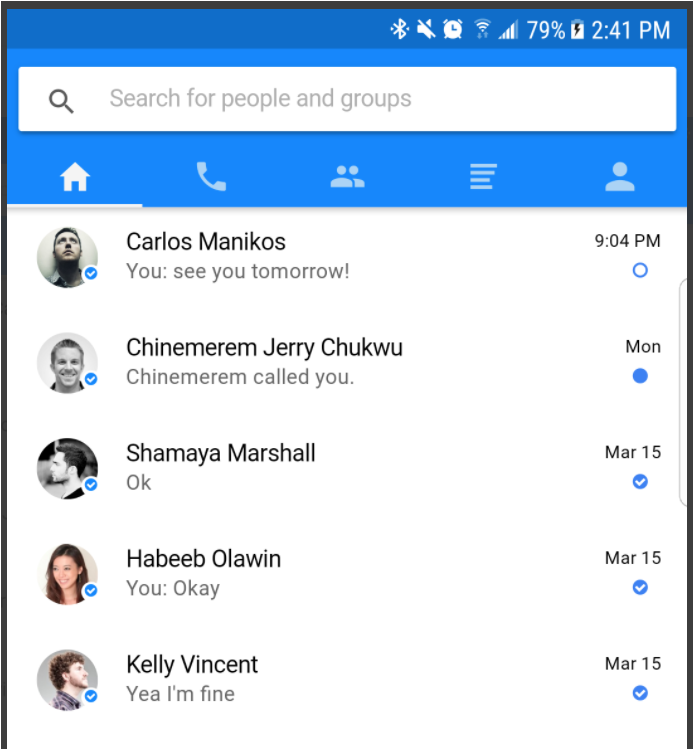 79% 2:41 PM
Search for people and groups
Carlos Manikos 9:04 PM
You: see you tomorrow!
Chinemerem Jerry Chukwu Mon
Chinemerem called you.
Shamaya Marshall Mar 15
Ok
Habeeb Olawin Mar 15
You: Okay
Kelly Vincent Mar 15
Yea I'm fine